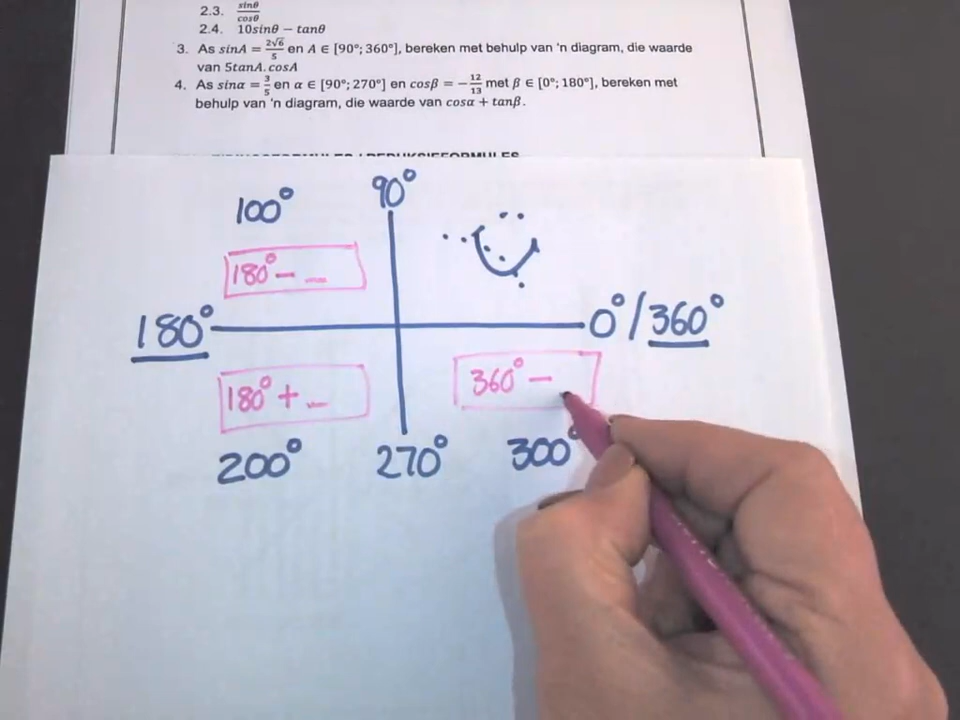 2.3. sinθ/cosθ
2.4. 10sinθ − tanθ
3. As sinA = 2√6/5 en A ∈ [90°; 360°], bereken met behulp van 'n diagram, die waarde
van 5tanA.cosA
4. As sinα = 3/5 en α ∈ [90°; 270°] en cosβ = −12/13 met β ∈ [0°; 180°], bereken met
behulp van 'n diagram, die waarde van cosα + tanβ.
100° 90°
180° − _
180° 0°/360°
180° + _ 360° −
200° 270° 300°